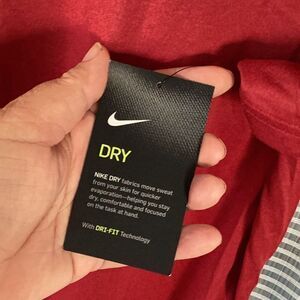 DRY
NIKE DRY fabrics move sweat
from your skin for quicker
evaporation—helping you stay
dry, comfortable and focused
on the task at hand.
With DRI-FIT Technology